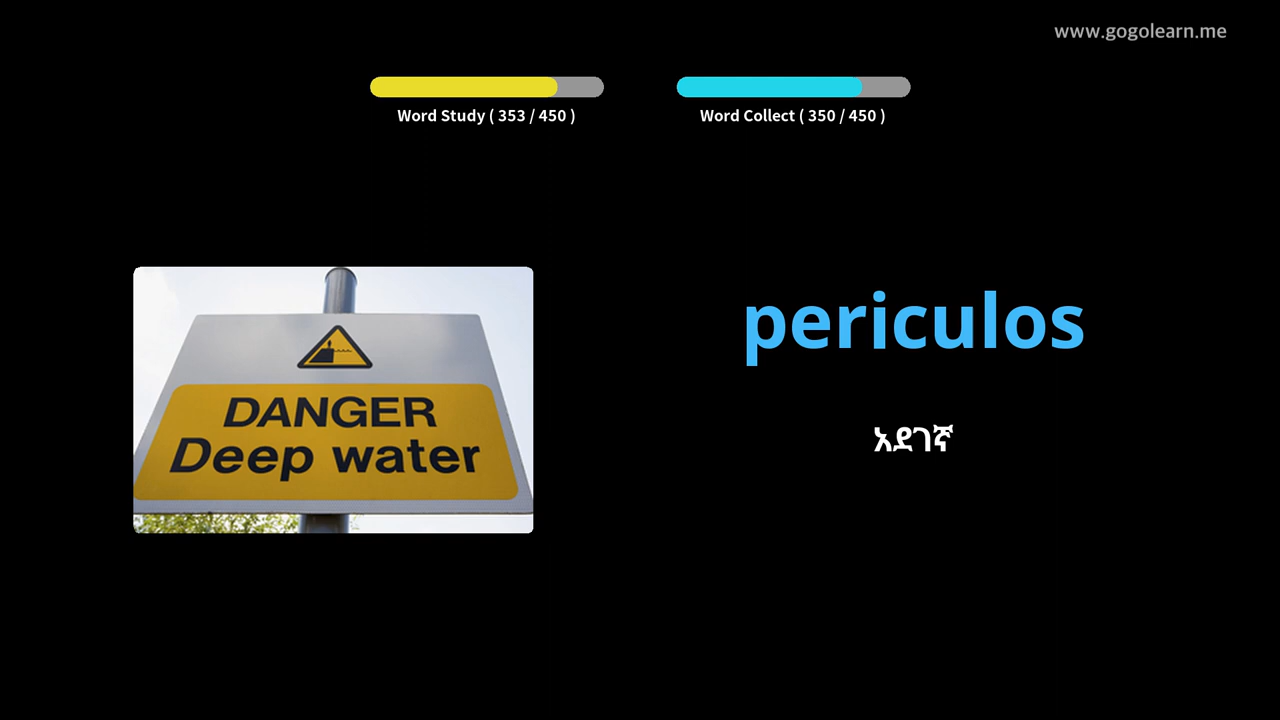 www.gogolearn.me
Word Study ( 353 / 450 )
Word Collect ( 350 / 450 )
DANGER
Deep water
periculos
አደገኛ